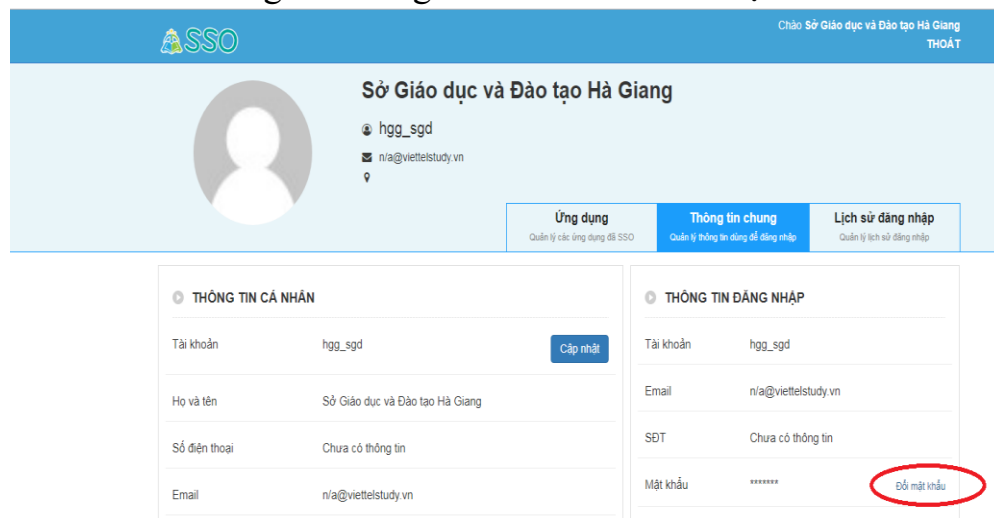 SSO
Chào Sở Giáo dục và Đào tạo Hà Giang
THOÁT
Sở Giáo dục và Đào tạo Hà Giang
hgg_sgd
n/a@viettelstudy.vn
Ứng dụng
Quản lý các ứng dụng đã SSO
Thông tin chung
Quản lý thông tin dùng để đăng nhập
Lịch sử đăng nhập
Quản lý lịch sử đăng nhập
THÔNG TIN CÁ NHÂN
Tài khoản hgg_sgd Cập nhật
Họ và tên Sở Giáo dục và Đào tạo Hà Giang
Số điện thoại Chưa có thông tin
Email n/a@viettelstudy.vn
THÔNG TIN ĐĂNG NHẬP
Tài khoản hgg_sgd
Email n/a@viettelstudy.vn
SĐT Chưa có thông tin
Mật khẩu ******* Đổi mật khẩu